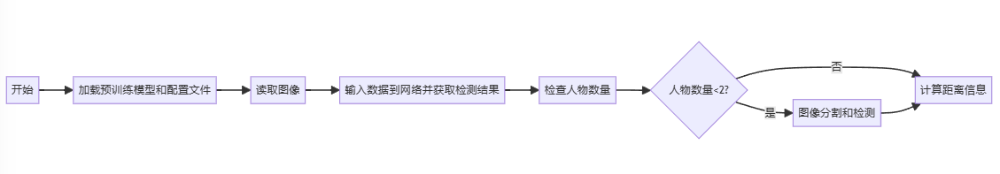 开始
加载预训练模型和配置文件
读取图像
输入数据到网络并获取检测结果
检查人物数量
人物数量<2?
否
是
图像分割和检测
计算距离信息